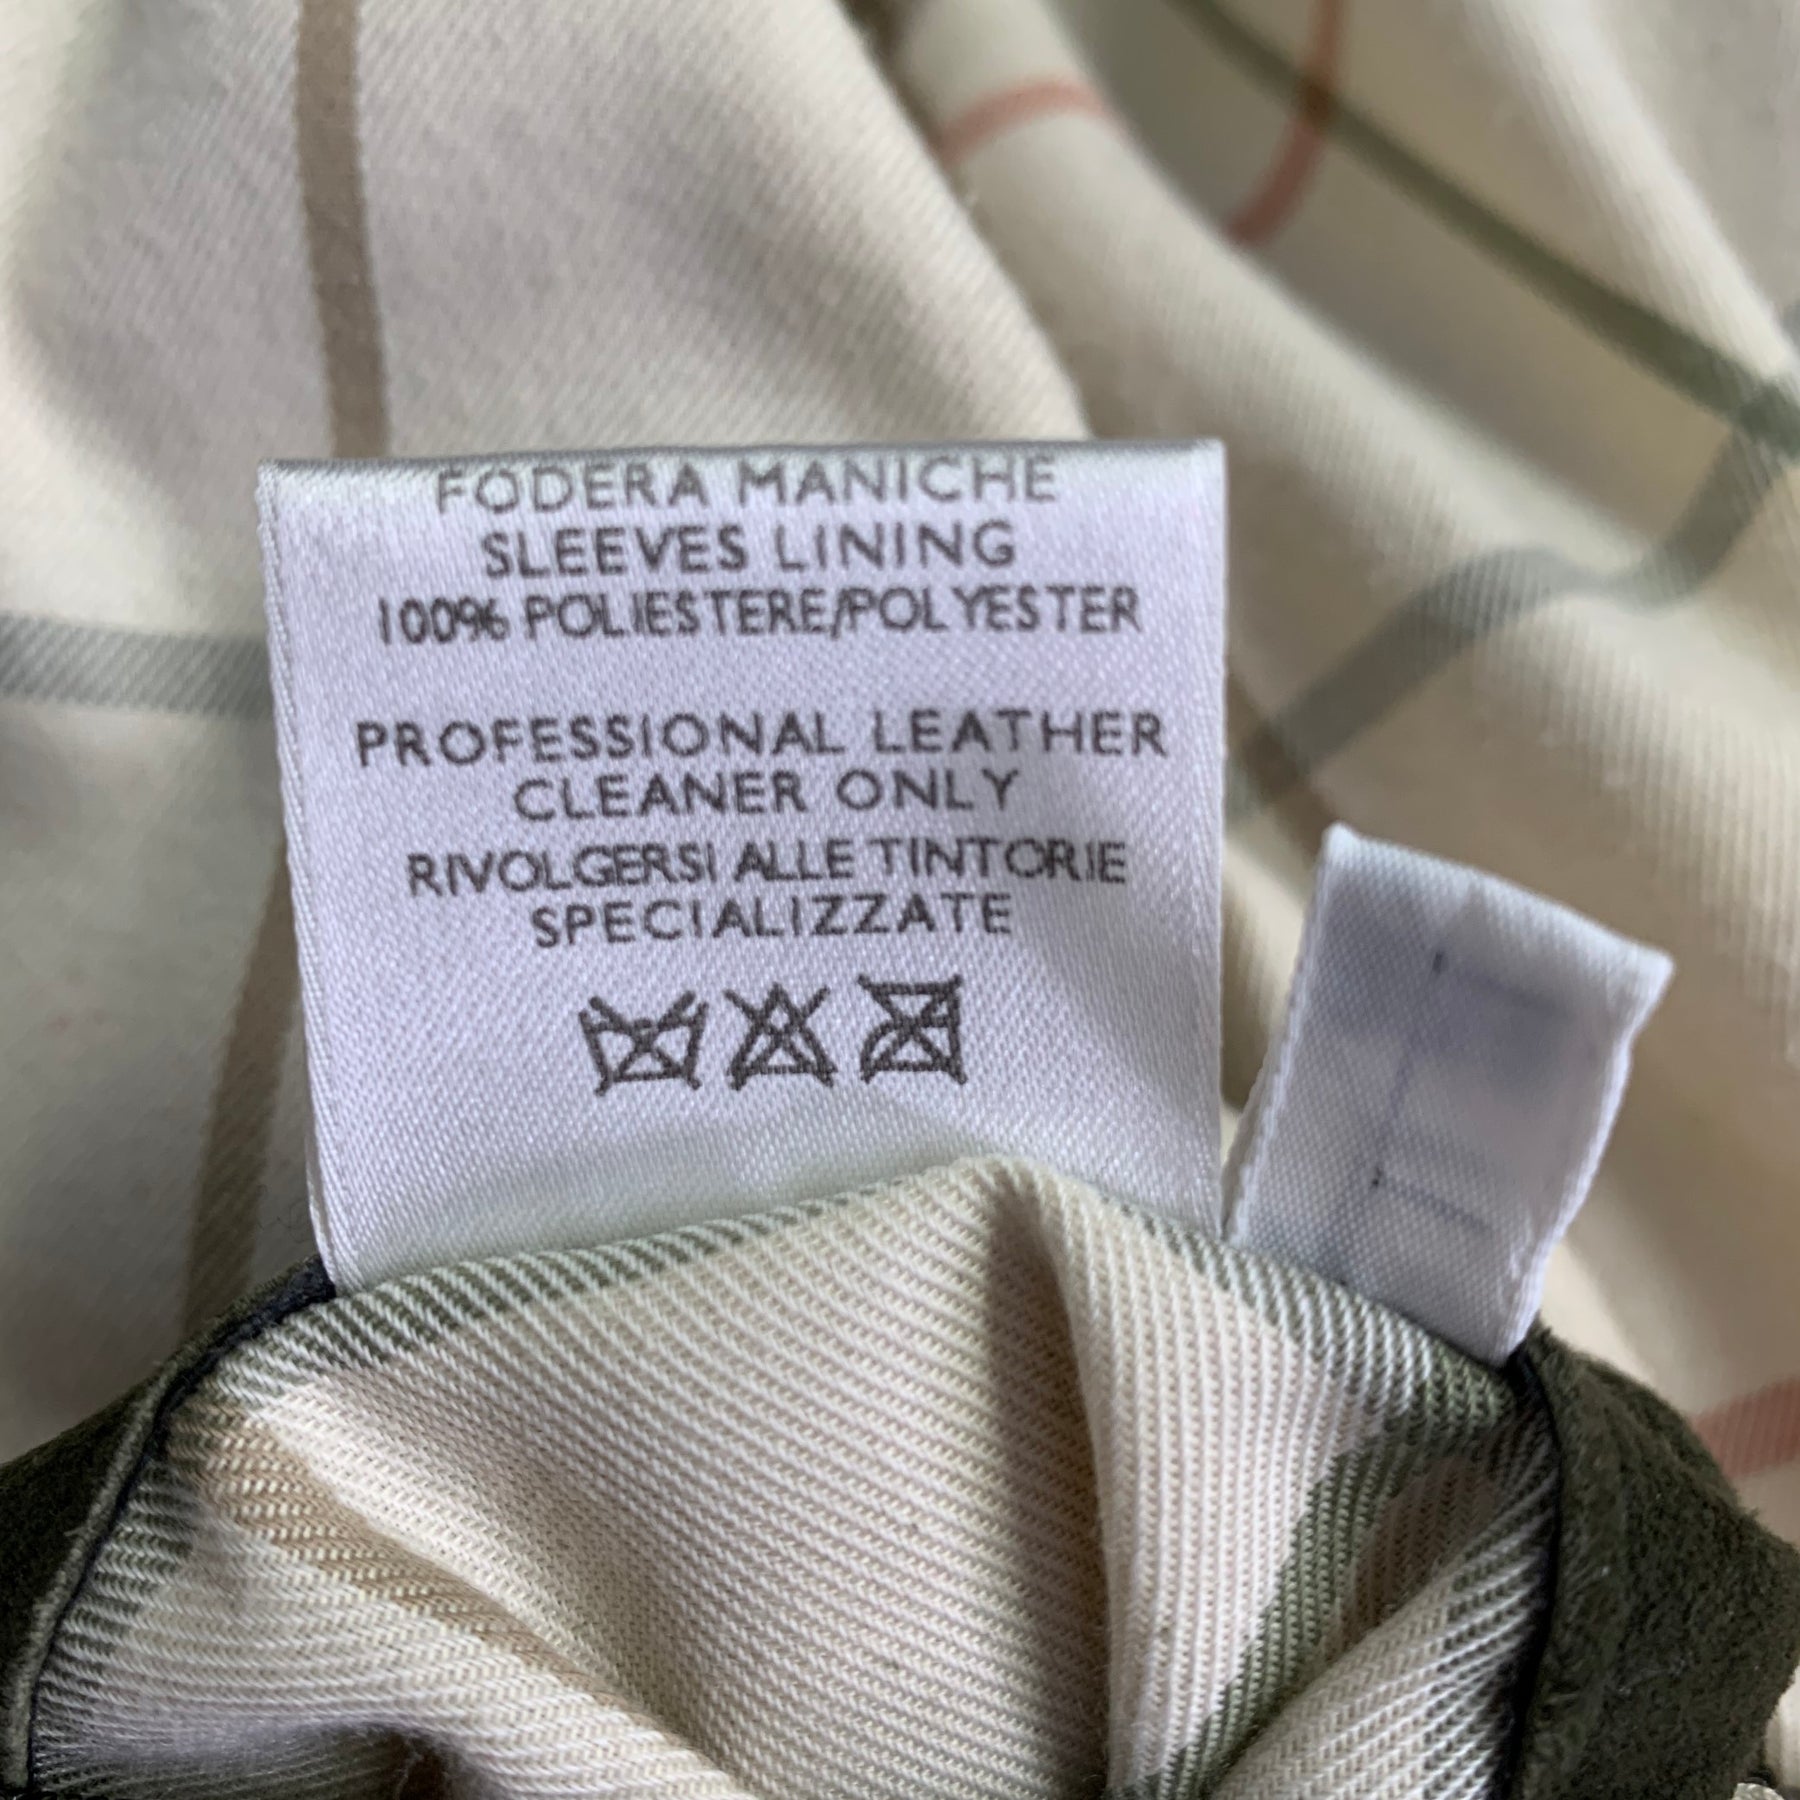 FODERA MANICHE
SLEEVES LINING
100% POLIESTERE/POLYESTER
PROFESSIONAL LEATHER
CLEANER ONLY
RIVOLGERSI ALLE TINTORIE
SPECIALIZZATE